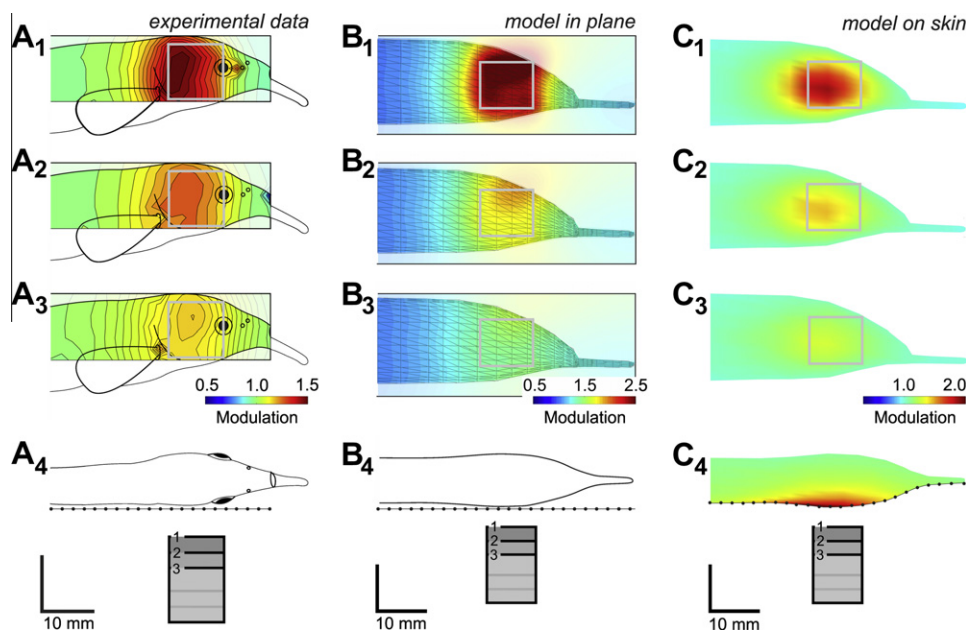 experimental data
model in plane
model on skin
A1
B1
C1
A2
B2
C2
A3
B3
C3
0.5 1.0 1.5
Modulation
0.5 1.5 2.5
Modulation
1.0 2.0
Modulation
A4
B4
C4
1
2
3
10 mm
1
2
3
10 mm
1
2
3
10 mm